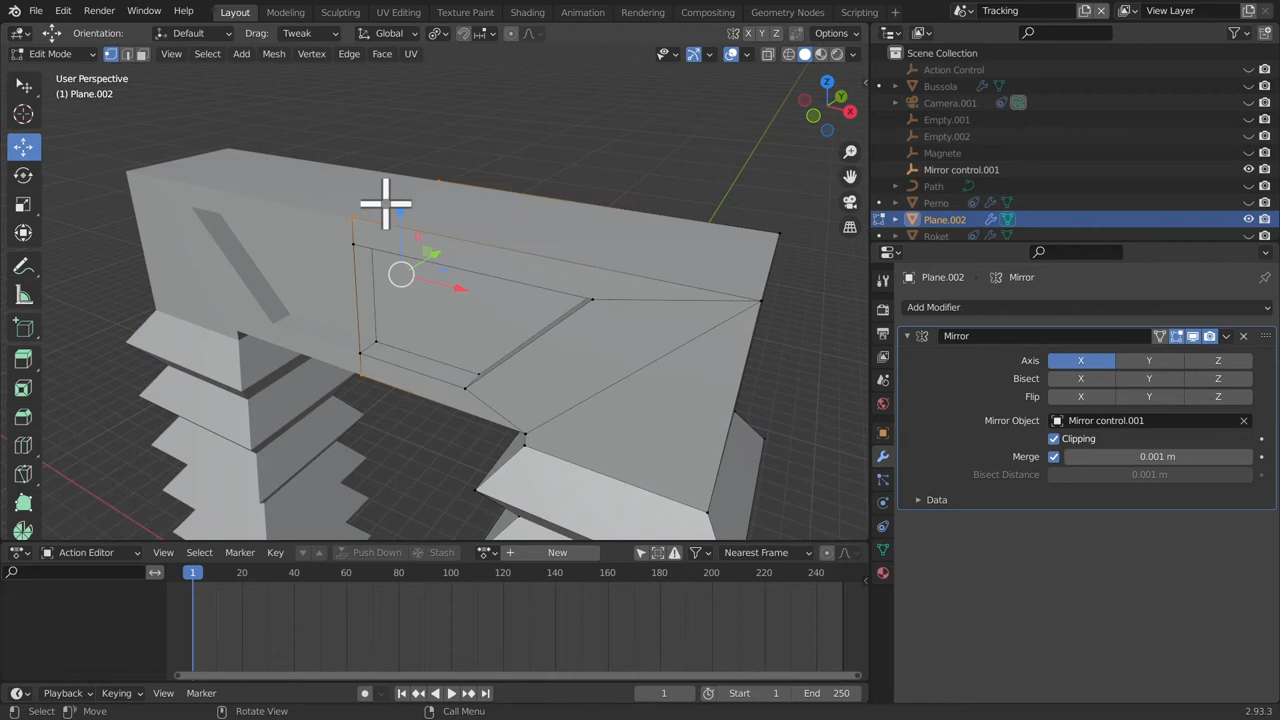 File Edit Render Window Help Layout Modeling Sculpting UV Editing Texture Paint Shading Animation Rendering Compositing Geometry Nodes Scripting + Tracking View Layer
Orientation: Default Drag: Tweak Global X Y Z Options
Edit Mode View Select Add Mesh Vertex Edge Face UV
User Perspective
(1) Plane.002
Z
Y
X
Scene Collection
Action Control
Bussola
Camera.001
Empty.001
Empty.002
Magnete
Mirror control.001
Path
Perno
Plane.002
Roket
Plane.002 Mirror
Add Modifier
Mirror
Axis X Y Z
Bisect X Y Z
Flip X Y Z
Mirror Object Mirror control.001
Clipping
Merge 0.001 m
Bisect Distance 0.001 m
Data
Action Editor View Select Marker Key Push Down Stash New Nearest Frame
1 20 40 60 80 100 120 140 160 180 200 220 240
Playback Keying View Marker 1 Start 1 End 250
Select Move Rotate View Call Menu 2.93.3